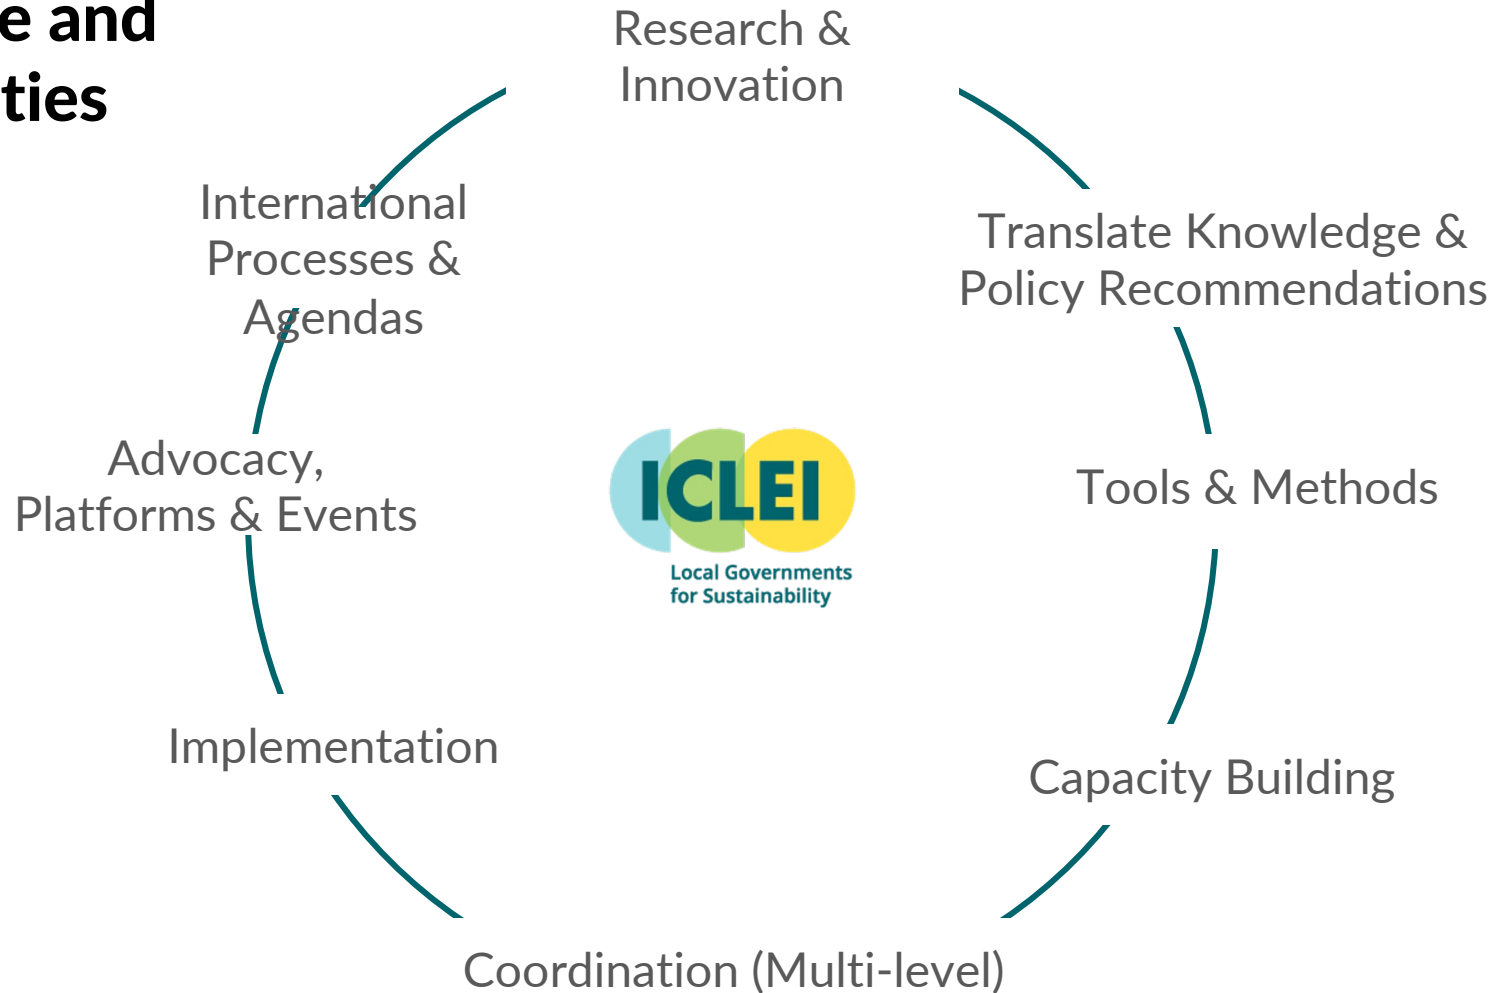 e and
ties
Research &
Innovation
International
Processes &
Agendas
Translate Knowledge &
Policy Recommendations
Advocacy,
Platforms & Events
ICLEI
Local Governments
for Sustainability
Tools & Methods
Implementation
Capacity Building
Coordination (Multi-level)